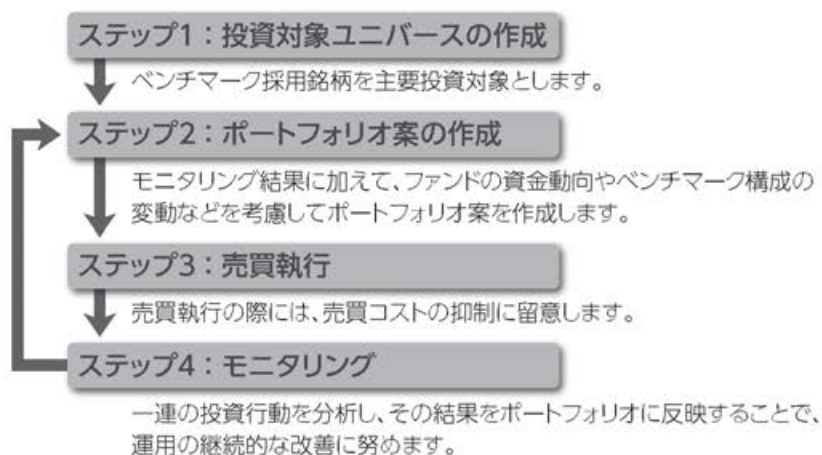 ステップ1：投資対象ユニバースの作成
ベンチマーク採用銘柄を主要投資対象とします。
ステップ2：ポートフォリオ案の作成
モニタリング結果に加えて、ファンドの資金動向やベンチマーク構成の
変動などを考慮してポートフォリオ案を作成します。
ステップ3：売買執行
売買執行の際には、売買コストの抑制に留意します。
ステップ4：モニタリング
一連の投資行動を分析し、その結果をポートフォリオに反映することで、
運用の継続的な改善に努めます。